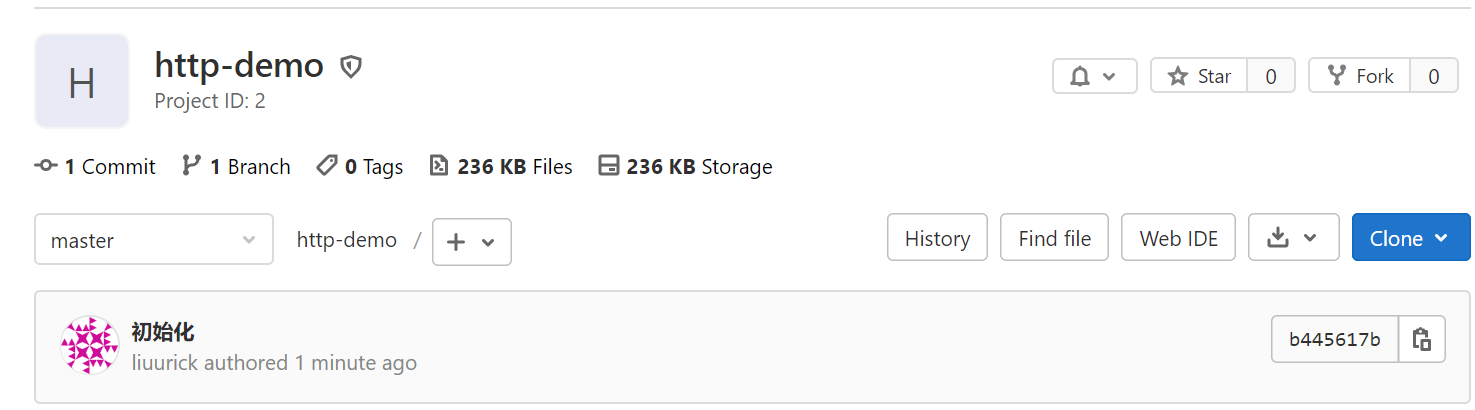 H
http-demo
Project ID: 2
Star 0
Fork 0
1 Commit 1 Branch 0 Tags 236 KB Files 236 KB Storage
master http-demo / History Find file Web IDE Clone
初始化
liuurick authored 1 minute ago
b445617b